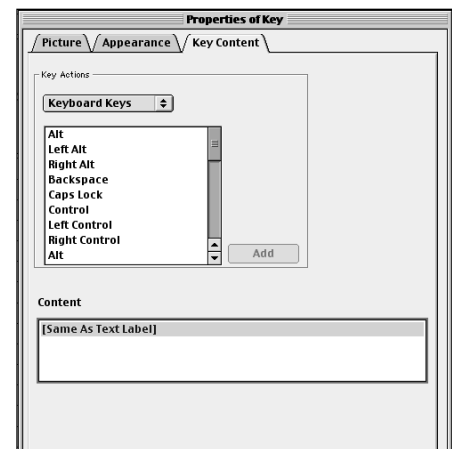 Properties of Key
Picture Appearance Key Content
Key Actions
Keyboard Keys
Alt
Left Alt
Right Alt
Backspace
Caps Lock
Control
Left Control
Right Control
Alt
Add
Content
[Same As Text Label]